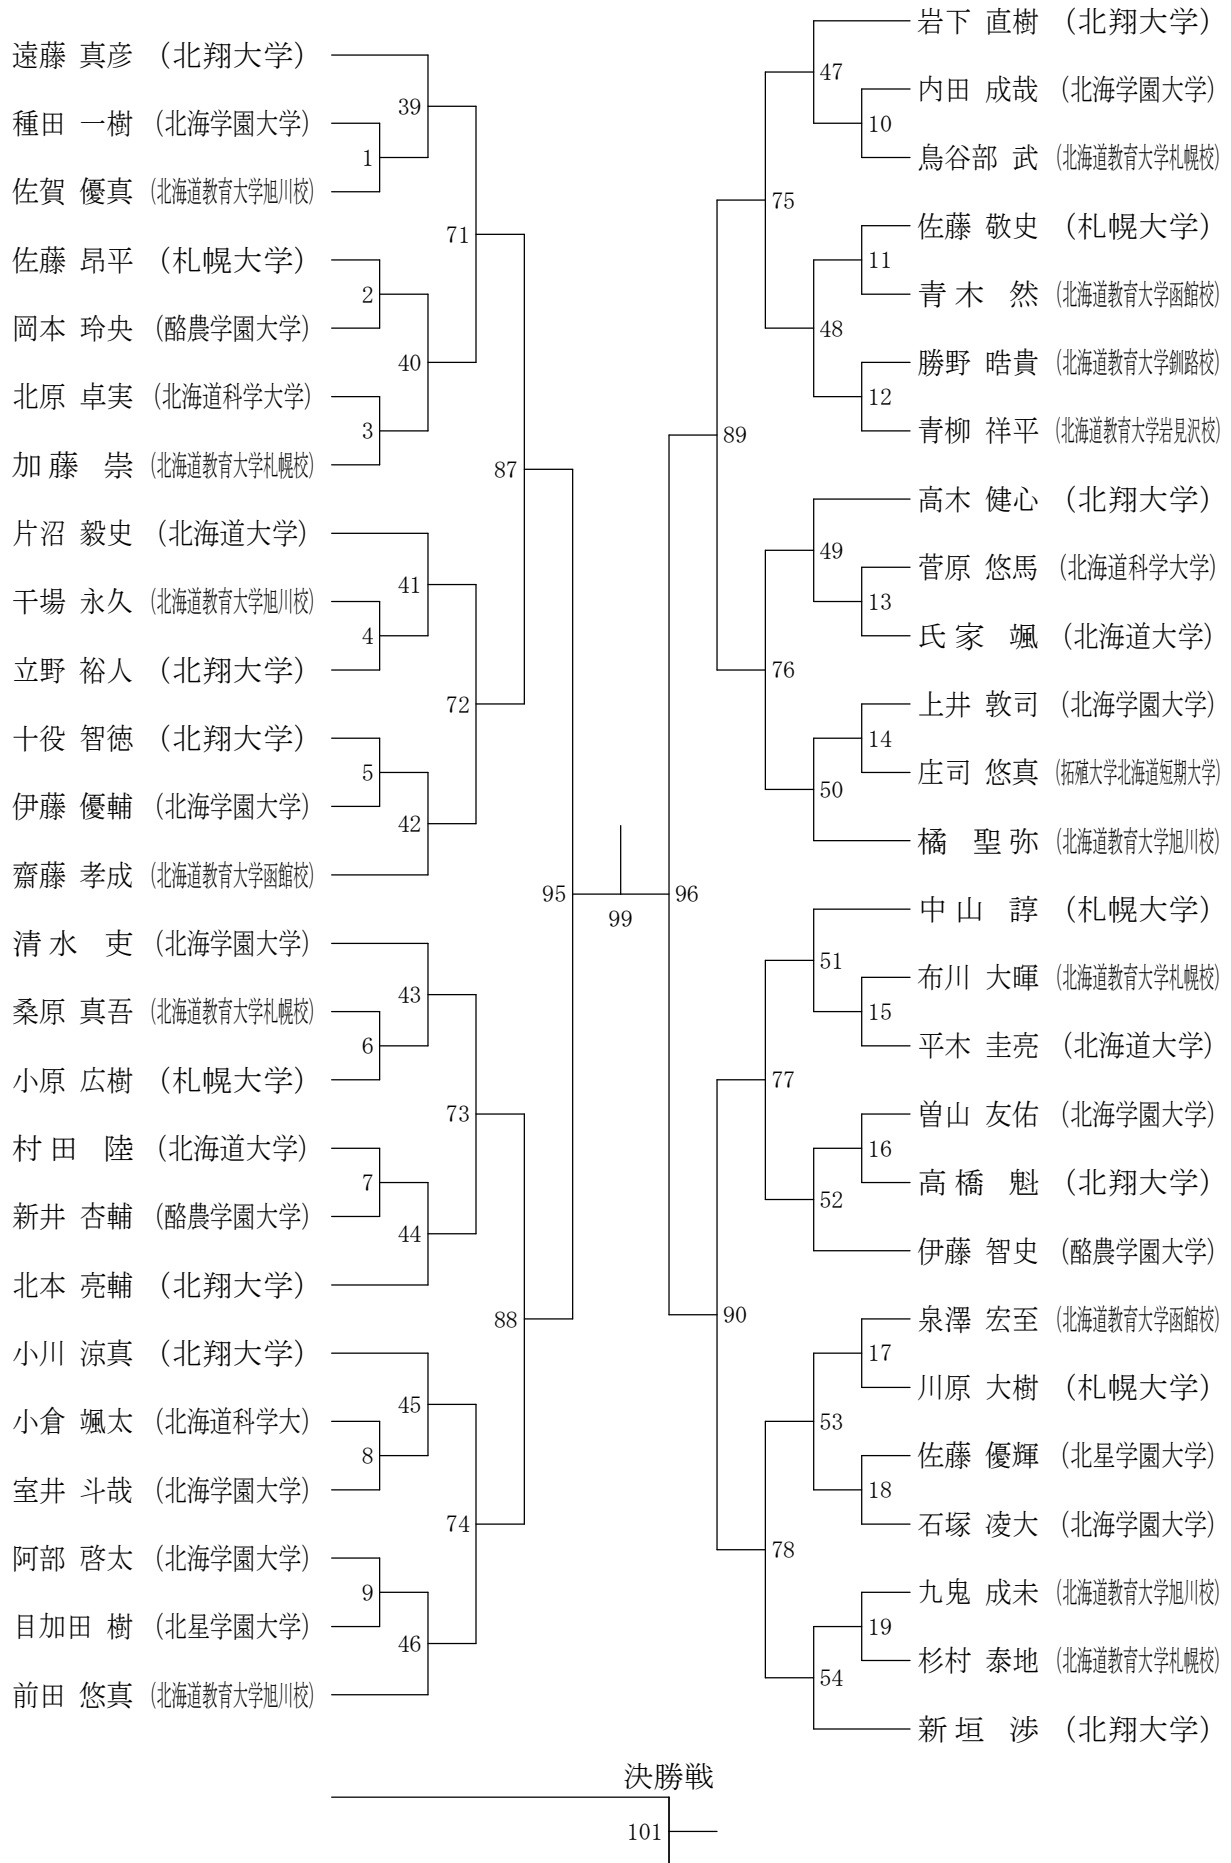 遠藤 真彦 (北翔大学)
種田 一樹 (北海学園大学)
佐賀 優真 (北海道教育大学旭川校)
佐藤 昂平 (札幌大学)
岡本 玲央 (酪農学園大学)
北原 卓実 (北海道科学大学)
加藤 崇 (北海道教育大学札幌校)
片沼 毅史 (北海道大学)
干場 永久 (北海道教育大学旭川校)
立野 裕人 (北翔大学)
十役 智徳 (北翔大学)
伊藤 優輔 (北海学園大学)
齋藤 孝成 (北海道教育大学函館校)
清水 吏 (北海学園大学)
桑原 真吾 (北海道教育大学札幌校)
小原 広樹 (札幌大学)
村田 陸 (北海道大学)
新井 杏輔 (酪農学園大学)
北本 亮輔 (北翔大学)
小川 涼真 (北翔大学)
小倉 颯太 (北海道科学大)
室井 斗哉 (北海学園大学)
阿部 啓太 (北海学園大学)
目加田 樹 (北星学園大学)
前田 悠真 (北海道教育大学旭川校)
1
2
3
4
5
6
7
8
9
39
40
41
42
43
44
45
46
71
72
73
74
87
88
95
99
96
89
90
75
76
77
78
47
48
49
50
51
52
53
54
10
11
12
13
14
15
16
17
18
19
岩下 直樹 (北翔大学)
内田 成哉 (北海学園大学)
鳥谷部 武 (北海道教育大学札幌校)
佐藤 敬史 (札幌大学)
青木 然 (北海道教育大学函館校)
勝野 晧貴 (北海道教育大学釧路校)
青柳 祥平 (北海道教育大学岩見沢校)
高木 健心 (北翔大学)
菅原 悠馬 (北海道科学大学)
氏家 颯 (北海道大学)
上井 敦司 (北海学園大学)
庄司 悠真 (拓殖大学北海道短期大学)
橘 聖弥 (北海道教育大学旭川校)
中山 諄 (札幌大学)
布川 大暉 (北海道教育大学札幌校)
平木 圭亮 (北海道大学)
曽山 友佑 (北海学園大学)
高橋 魁 (北翔大学)
伊藤 智史 (酪農学園大学)
泉澤 宏至 (北海道教育大学函館校)
川原 大樹 (札幌大学)
佐藤 優輝 (北星学園大学)
石塚 凌大 (北海学園大学)
九鬼 成未 (北海道教育大学旭川校)
杉村 泰地 (北海道教育大学札幌校)
新垣 渉 (北翔大学)
決勝戦
101